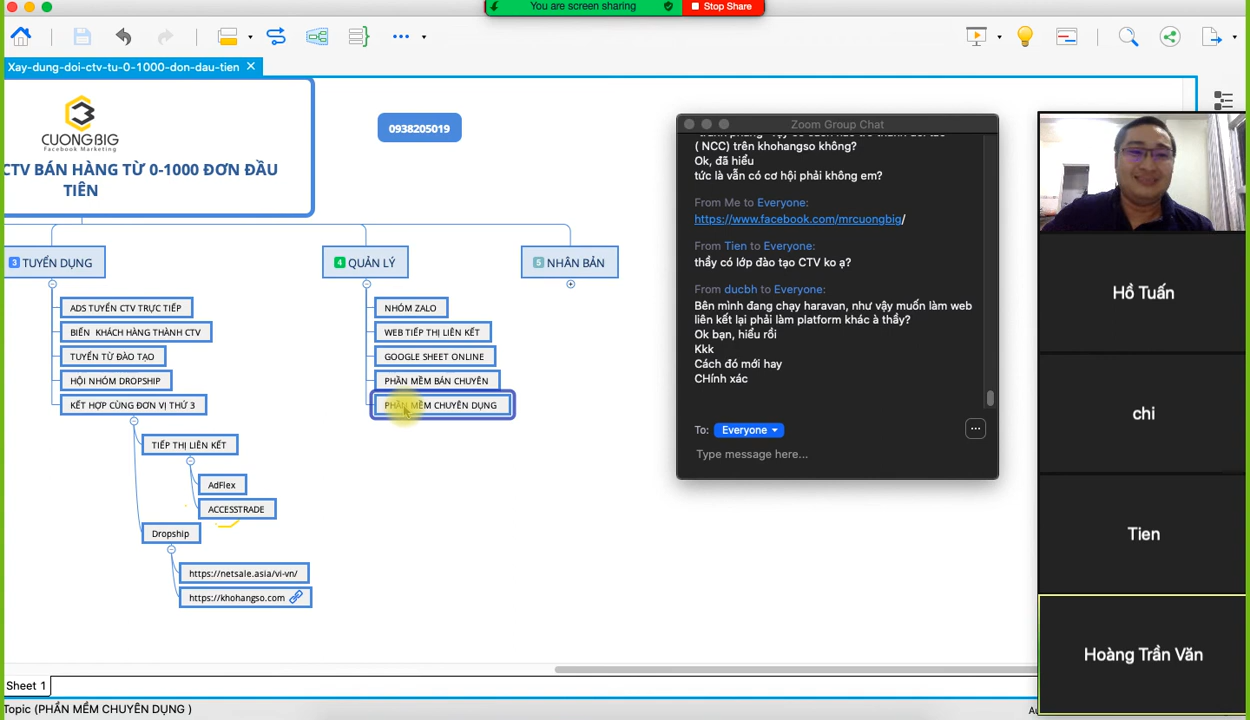 You are screen sharing
Stop Share
Xay-dung-doi-ctv-tu-0-1000-don-dau-tien
CUONGBIG
Facebook Marketing
CTV BÁN HÀNG TỪ 0-1000 ĐƠN ĐẦU
TIÊN
0938205019
3 TUYỂN DỤNG
ADS TUYỂN CTV TRỰC TIẾP
BIẾN KHÁCH HÀNG THÀNH CTV
TUYỂN TỪ ĐÀO TẠO
HỘI NHÓM DROPSHIP
KẾT HỢP CÙNG ĐƠN VỊ THỨ 3
TIẾP THỊ LIÊN KẾT
AdFlex
ACCESSTRADE
Dropship
https://netsale.asia/vi-vn/
https://khohangso.com
4 QUẢN LÝ
NHÓM ZALO
WEB TIẾP THỊ LIÊN KẾT
GOOGLE SHEET ONLINE
PHẦN MỀM BÁN CHUYÊN
PHẦN MỀM CHUYÊN DỤNG
5 NHÂN BẢN
Zoom Group Chat
( NCC) trên khohangso không?
Ok, đã hiểu
tức là vẫn có cơ hội phải không em?
From Me to Everyone:
https://www.facebook.com/mrcuongbig/
From Tien to Everyone:
thầy có lớp đào tạo CTV ko ạ?
From ducbh to Everyone:
Bên mình đang chạy haravan, như vậy muốn làm web
liên kết lại phải làm platform khác à thầy?
Ok bạn, hiểu rồi
Kkk
Cách đó mới hay
CHính xác
To: Everyone
Type message here...
Hồ Tuấn
chi
Tien
Hoàng Trần Văn
Sheet 1
Topic (PHẦN MỀM CHUYÊN DỤNG )